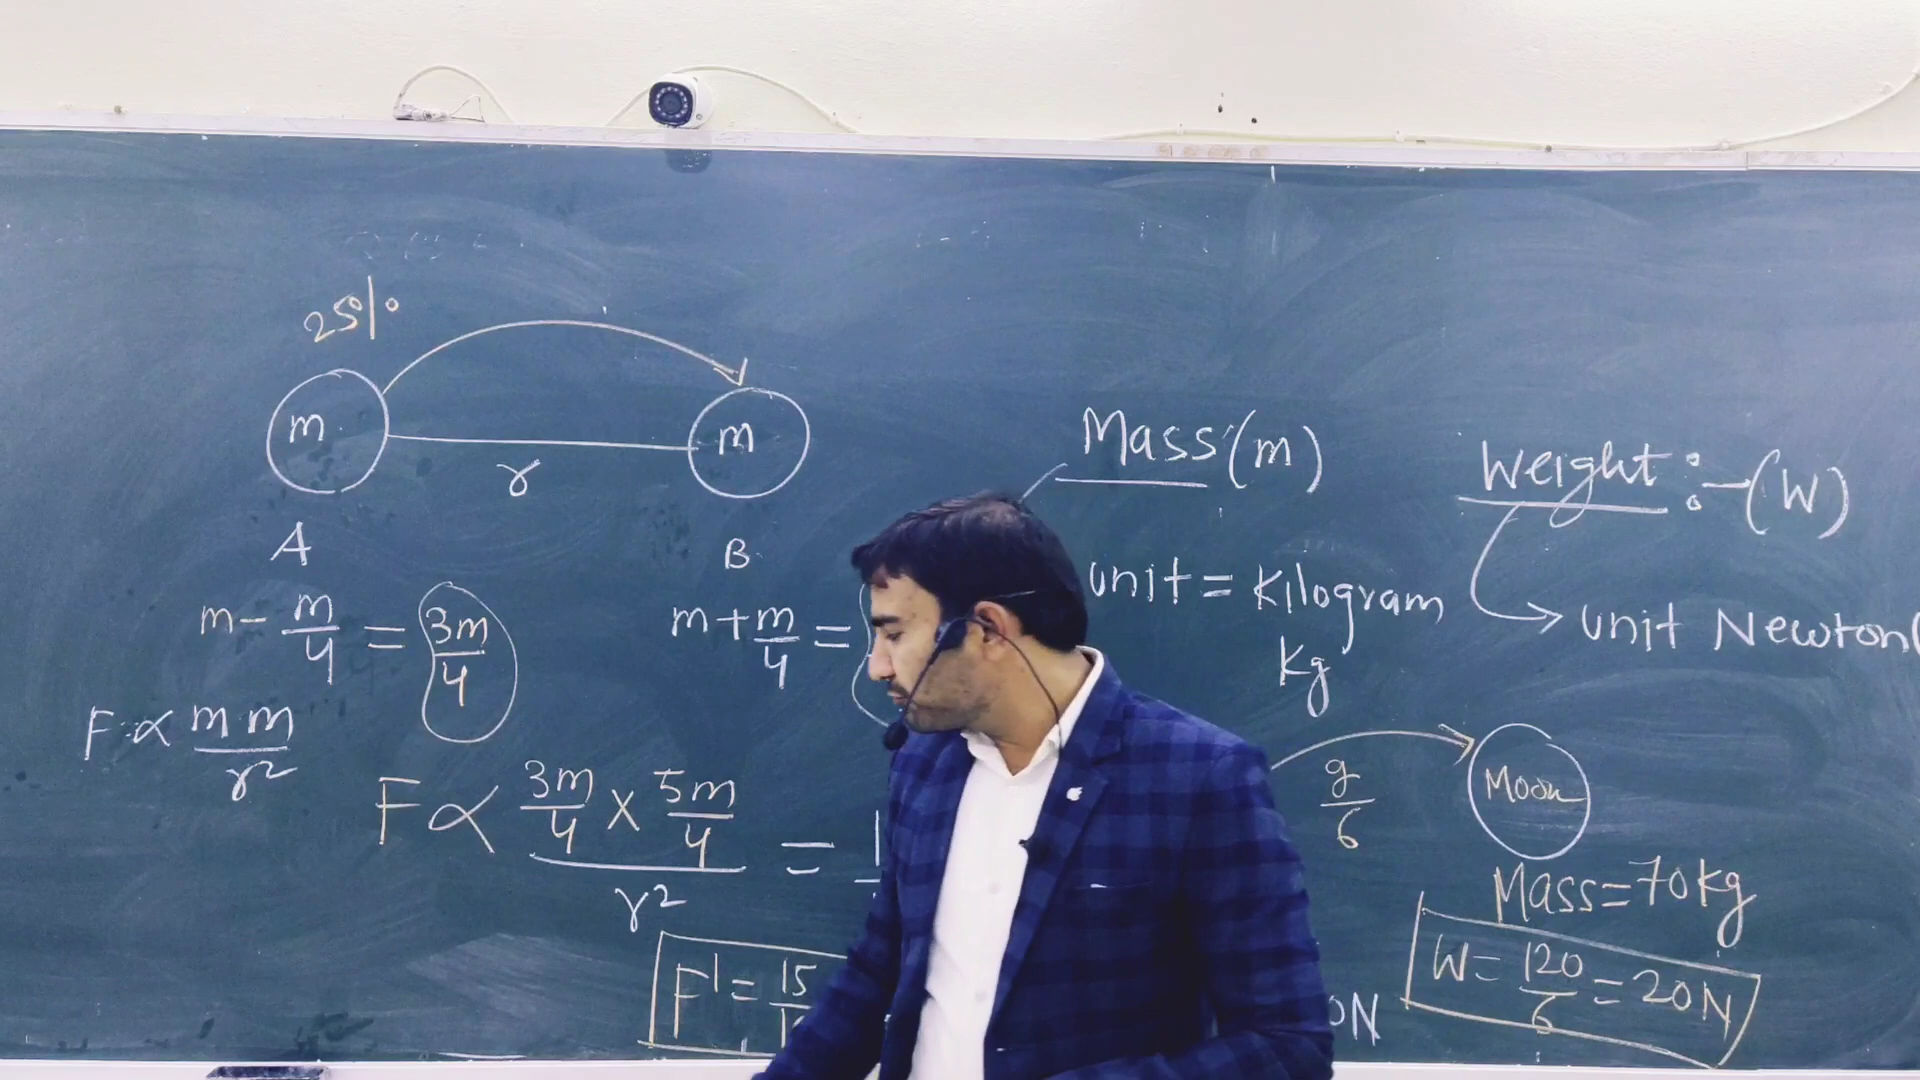 25%
m
m
r
A
B
m - m/4 = 3m/4
m + m/4 =
F ∝ m m / r²
F ∝ 3m/4 × 5m/4 / r² =
F' = 15
Mass (m)
unit = Kilogram
kg
Weight :- (W)
unit Newton(
g/6
Moon
Mass = 70kg
W = 120/6 = 20N
0N